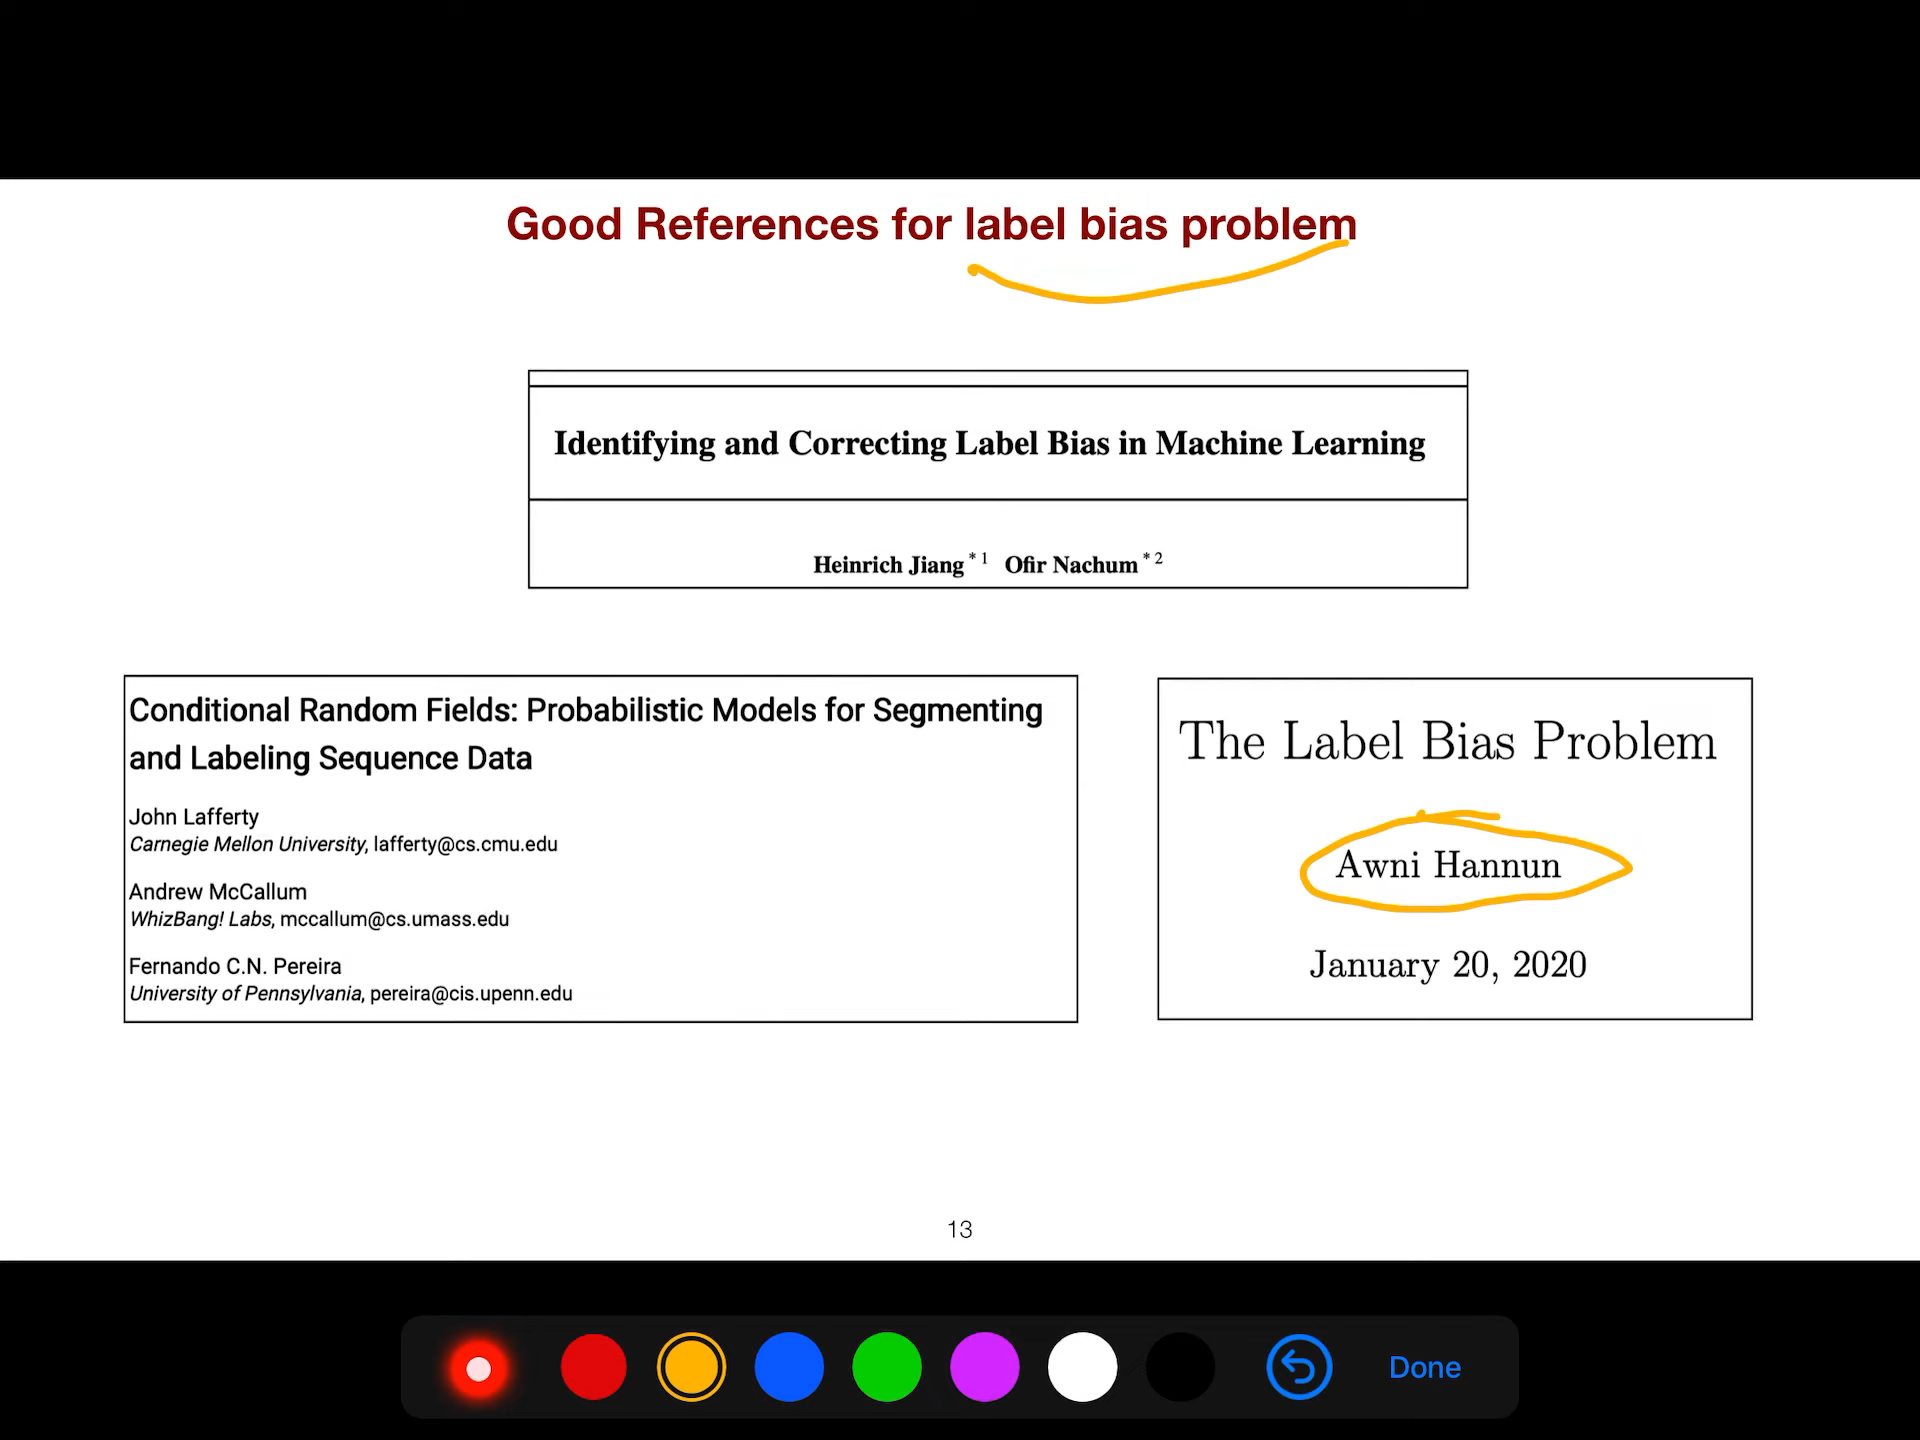 Good References for label bias problem
Identifying and Correcting Label Bias in Machine Learning
Heinrich Jiang * 1 Ofir Nachum * 2
Conditional Random Fields: Probabilistic Models for Segmenting
and Labeling Sequence Data
John Lafferty
Carnegie Mellon University, lafferty@cs.cmu.edu
Andrew McCallum
WhizBang! Labs, mccallum@cs.umass.edu
Fernando C.N. Pereira
University of Pennsylvania, pereira@cis.upenn.edu
The Label Bias Problem
Awni Hannun
January 20, 2020
13
Done